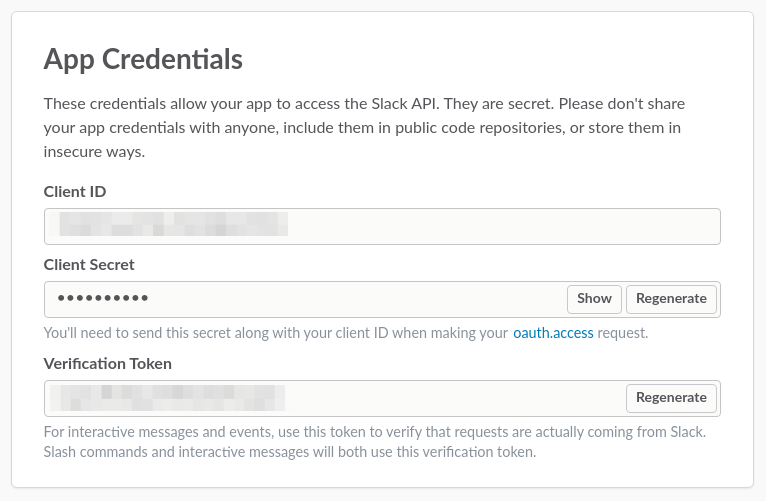 App Credentials
These credentials allow your app to access the Slack API. They are secret. Please don't share
your app credentials with anyone, include them in public code repositories, or store them in
insecure ways.
Client ID
Client Secret
•••••••••• Show Regenerate
You'll need to send this secret along with your client ID when making your oauth.access request.
Verification Token
Regenerate
For interactive messages and events, use this token to verify that requests are actually coming from Slack.
Slash commands and interactive messages will both use this verification token.